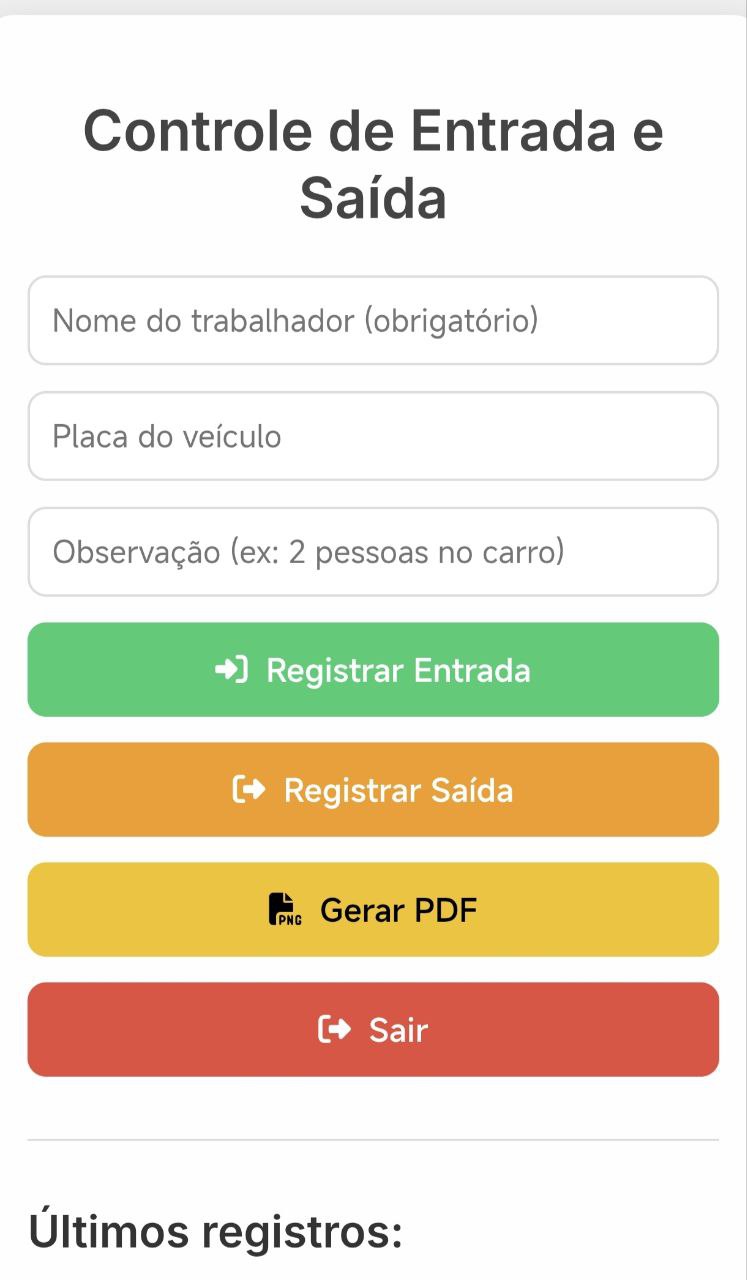 Controle de Entrada e
Saída
Nome do trabalhador (obrigatório)
Placa do veículo
Observação (ex: 2 pessoas no carro)
Registrar Entrada
Registrar Saída
PNG Gerar PDF
Sair
Últimos registros: